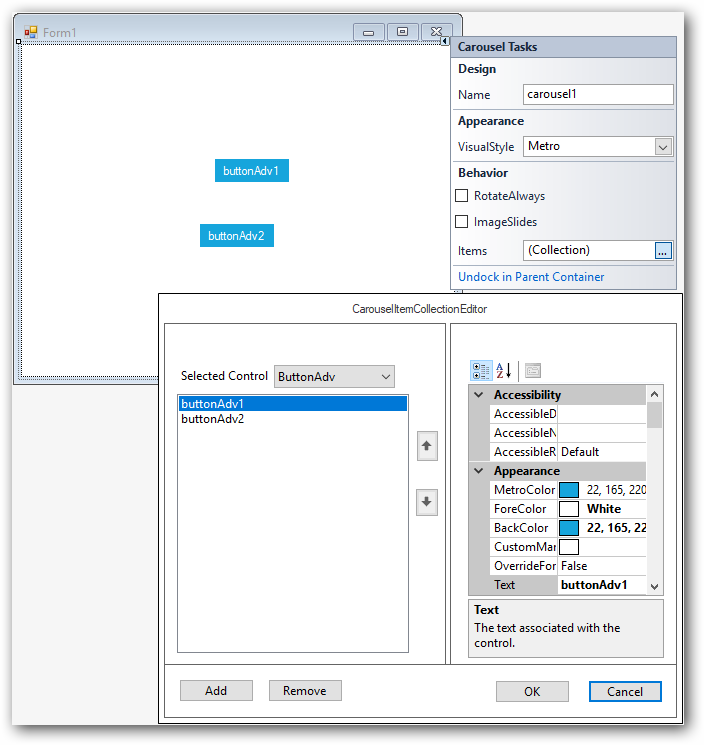 Form1
Carousel Tasks
Design
Name carousel1
Appearance
VisualStyle Metro
Behavior
RotateAlways
ImageSlides
Items (Collection) ...
Undock in Parent Container
buttonAdv1
buttonAdv2
CarouselItemCollectionEditor
Selected Control ButtonAdv
buttonAdv1
buttonAdv2
Accessibility
AccessibleD
AccessibleN
AccessibleR Default
Appearance
MetroColor 22, 165, 220
ForeColor White
BackColor 22, 165, 22
CustomMar
OverrideFor False
Text buttonAdv1
Text
The text associated with the
control.
Add Remove OK Cancel